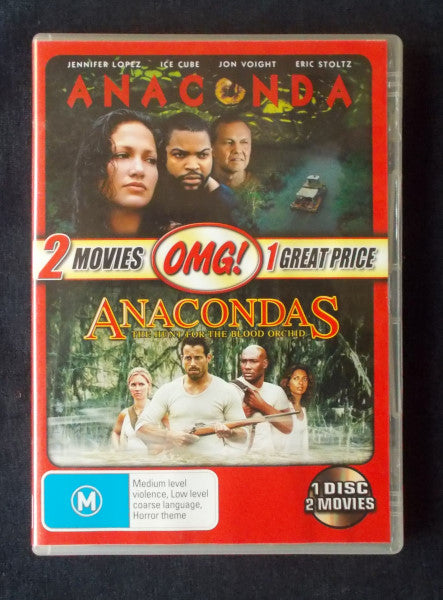 JENNIFER LOPEZ ICE CUBE JON VOIGHT ERIC STOLTZ
ANACONDA
2 MOVIES OMG! 1 GREAT PRICE
ANACONDAS
THE HUNT FOR THE BLOOD ORCHID
M
Medium level
violence, Low level
coarse language,
Horror theme
1 DISC
2 MOVIES